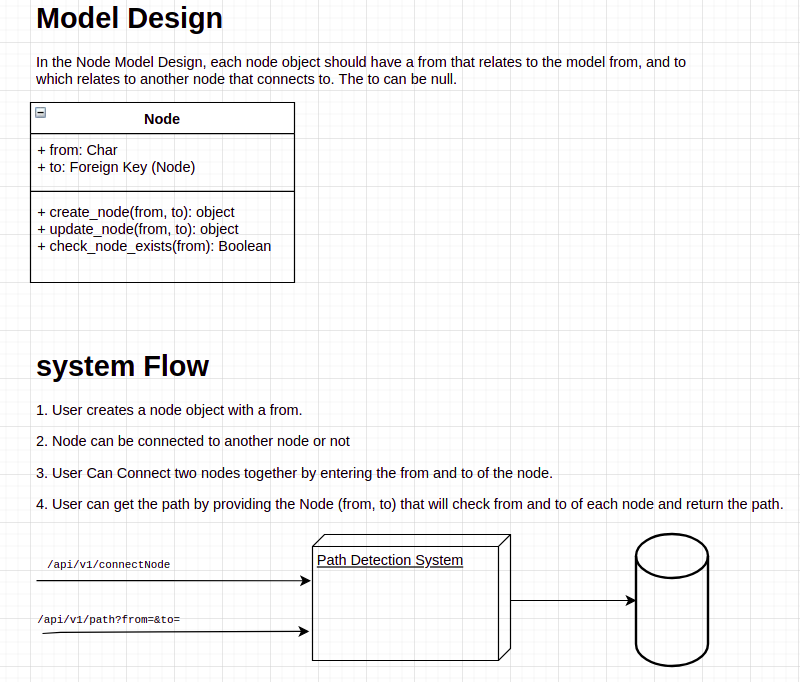 Model Design
In the Node Model Design, each node object should have a from that relates to the model from, and to
which relates to another node that connects to. The to can be null.
Node
+ from: Char
+ to: Foreign Key (Node)
+ create_node(from, to): object
+ update_node(from, to): object
+ check_node_exists(from): Boolean
system Flow
1. User creates a node object with a from.
2. Node can be connected to another node or not
3. User Can Connect two nodes together by entering the from and to of the node.
4. User can get the path by providing the Node (from, to) that will check from and to of each node and return the path.
/api/v1/connectNode
Path Detection System
/api/v1/path?from=&to=